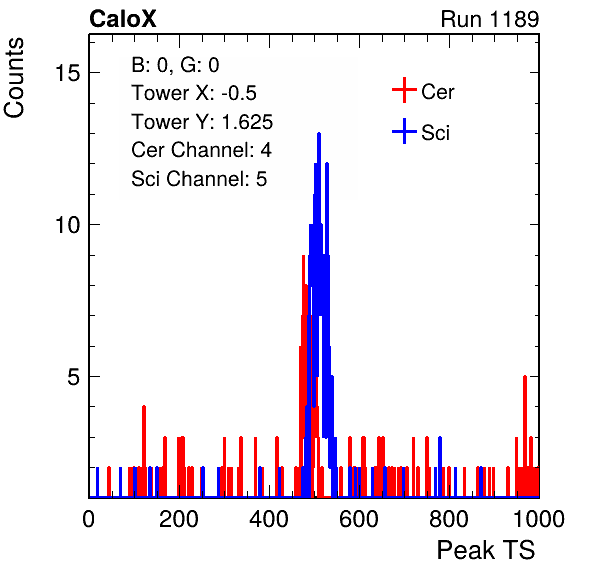 CaloX Run 1189
Counts
15
10
5
B: 0, G: 0
Tower X: -0.5
Tower Y: 1.625
Cer Channel: 4
Sci Channel: 5
Cer
Sci
0 200 400 600 800 1000
Peak TS